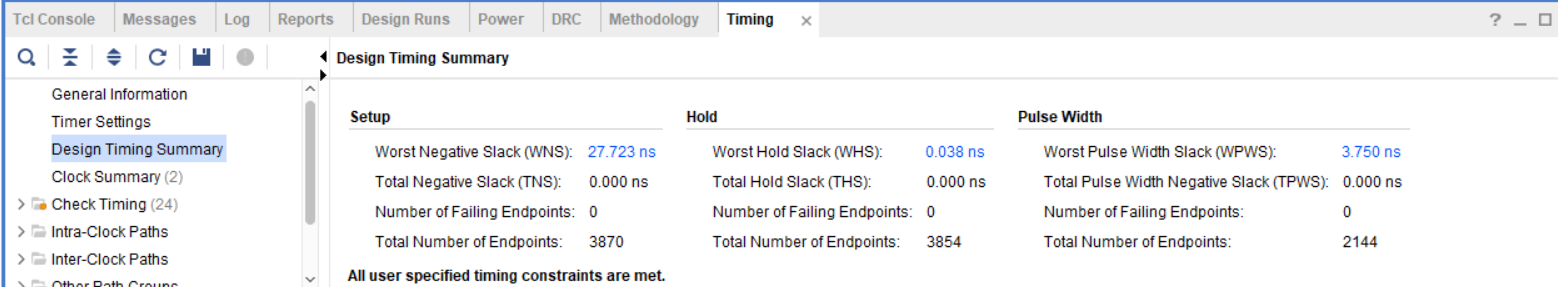 Tcl Console Messages Log Reports Design Runs Power DRC Methodology Timing × ? _ □
Design Timing Summary
General Information
Timer Settings
Design Timing Summary
Clock Summary (2)
Check Timing (24)
Intra-Clock Paths
Inter-Clock Paths
Other Path Groups
Setup Hold Pulse Width
Worst Negative Slack (WNS): 27.723 ns Worst Hold Slack (WHS): 0.038 ns Worst Pulse Width Slack (WPWS): 3.750 ns
Total Negative Slack (TNS): 0.000 ns Total Hold Slack (THS): 0.000 ns Total Pulse Width Negative Slack (TPWS): 0.000 ns
Number of Failing Endpoints: 0 Number of Failing Endpoints: 0 Number of Failing Endpoints: 0
Total Number of Endpoints: 3870 Total Number of Endpoints: 3854 Total Number of Endpoints: 2144
All user specified timing constraints are met.